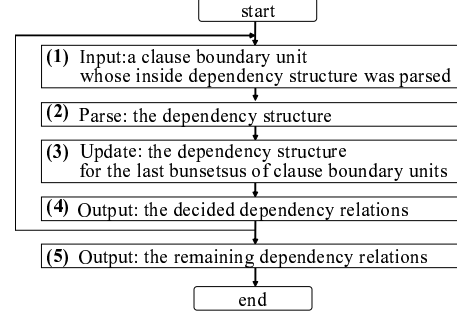 start
(1) Input:a clause boundary unit
whose inside dependency structure was parsed
(2) Parse: the dependency structure
(3) Update: the dependency structure
for the last bunsetsus of clause boundary units
(4) Output: the decided dependency relations
(5) Output: the remaining dependency relations
end